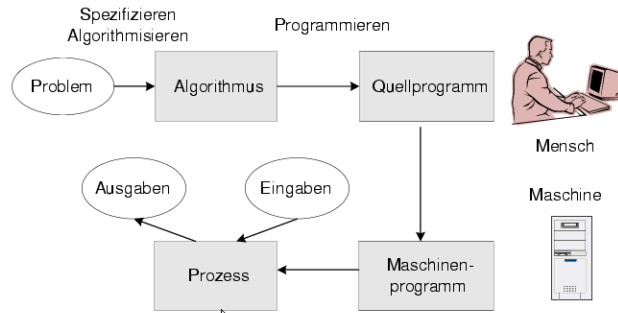 Spezifizieren
Algorithmisieren
Programmieren
Problem
Algorithmus
Quellprogramm
Mensch
Ausgaben
Eingaben
Maschine
Prozess
Maschinen-
programm